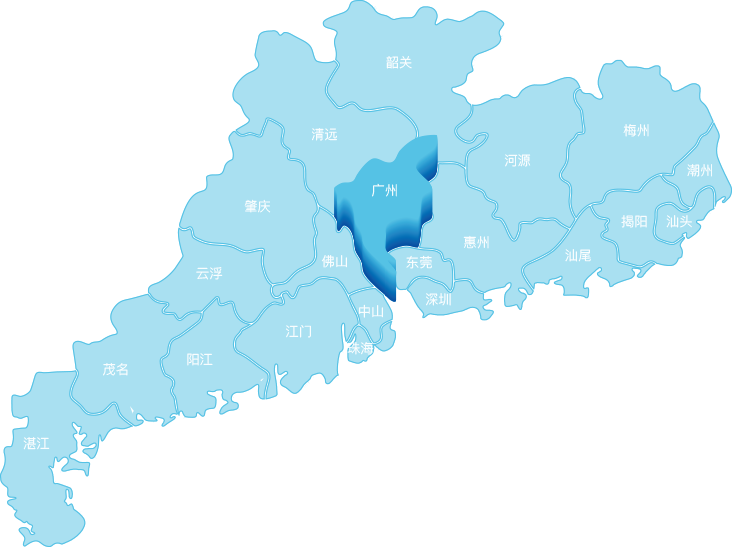 韶关
梅州
清远
河源
潮州
广州
肇庆
揭阳
汕头
惠州
汕尾
佛山
东莞
云浮
深圳
中山
江门
珠海
阳江
茂名
湛江